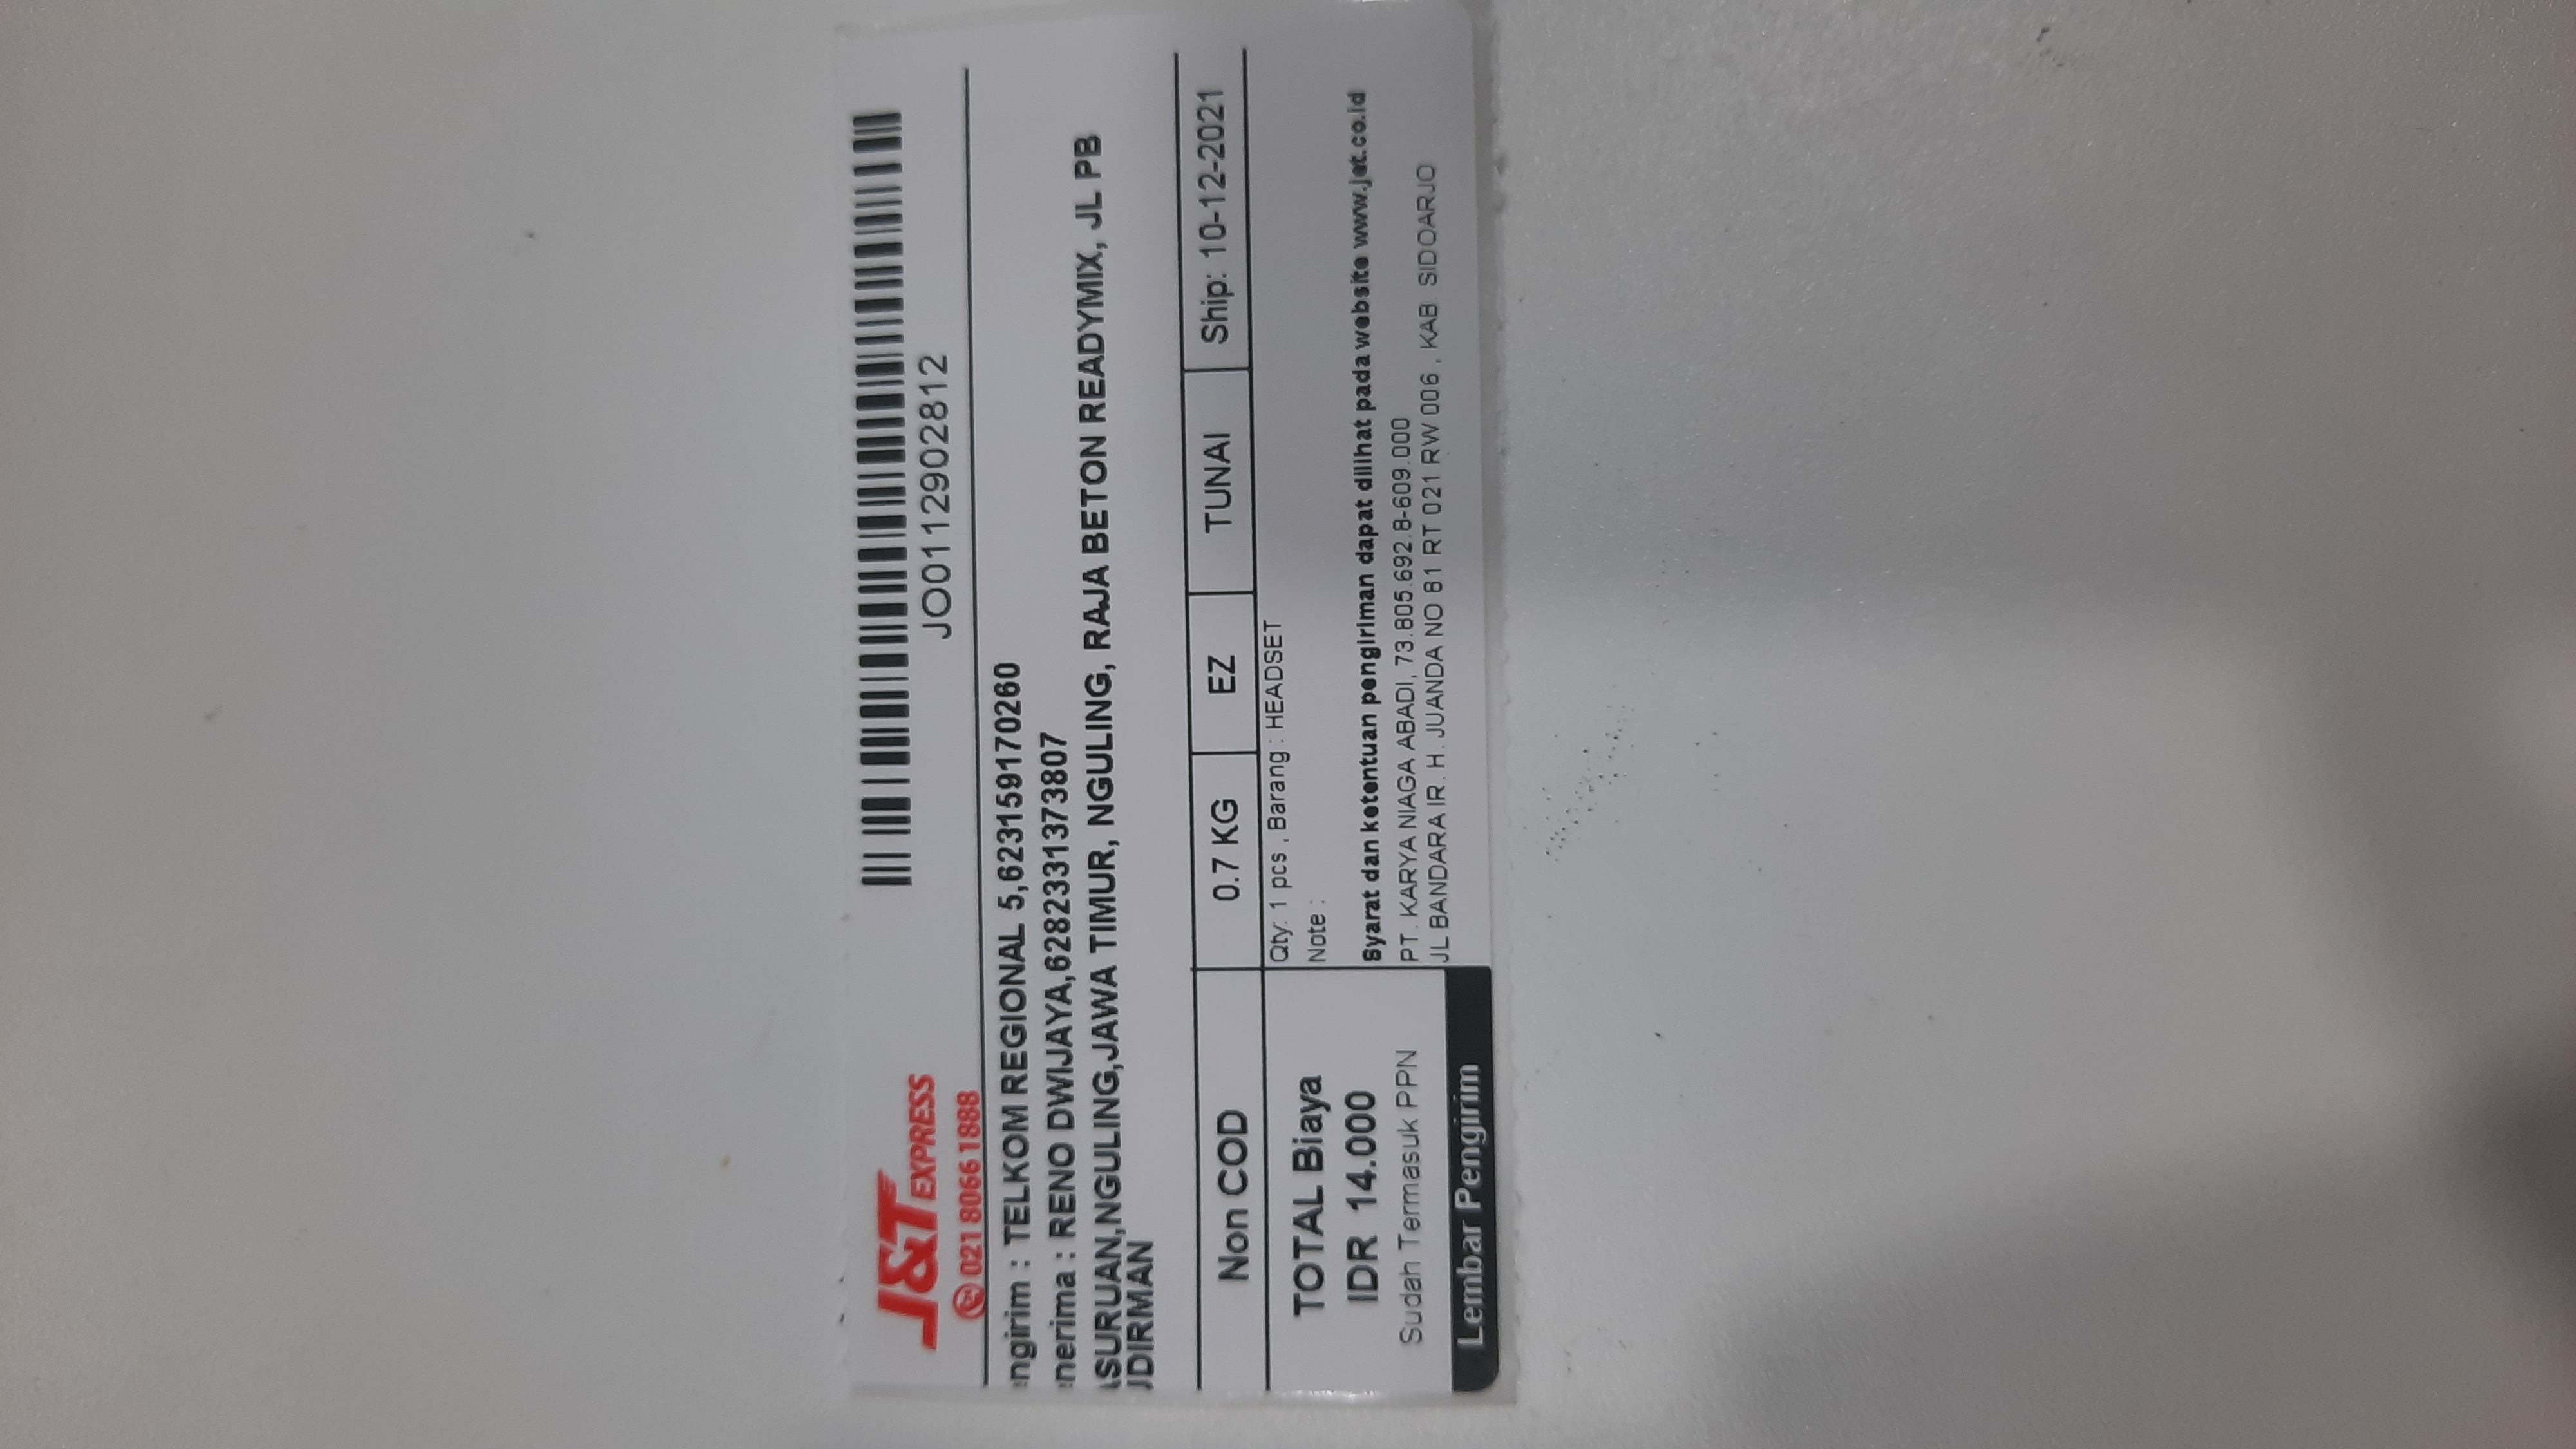 J&T EXPRESS
021 8066 1888
JO0112902812
ngirim : TELKOM REGIONAL 5,623159170260
nerima : RENO DWIJAYA,6282331373807
ASURUAN,NGULING,JAWA TIMUR, NGULING, RAJA BETON READYMIX, JL PB
UDIRMAN
Non COD 0.7 KG EZ TUNAI Ship: 10-12-2021
TOTAL Biaya
IDR 14.000
Sudah Termasuk PPN
Lembar Pengirim
Qty: 1 pcs , Barang : HEADSET
Note :
Syarat dan ketentuan pengiriman dapat dilihat pada website www.jet.co.id
PT. KARYA NIAGA ABADI, 73.805.692.8-609.000
JL BANDARA IR. H. JUANDA NO 81 RT 021 RW 006 , KAB SIDOARJO